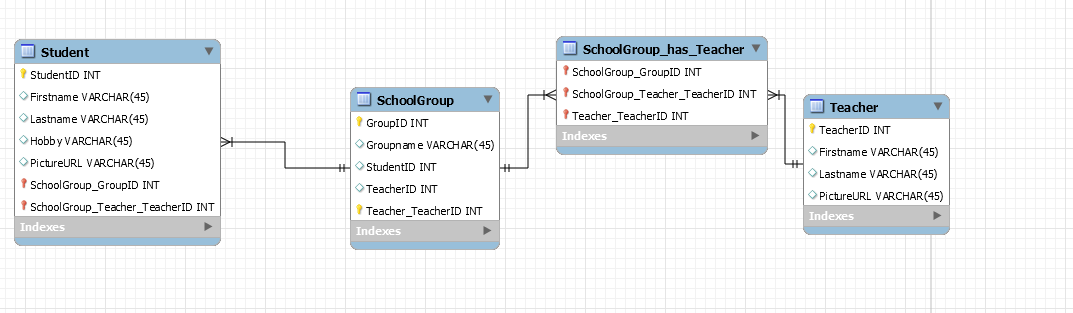 Student
StudentID INT
Firstname VARCHAR(45)
Lastname VARCHAR(45)
Hobby VARCHAR(45)
PictureURL VARCHAR(45)
SchoolGroup_GroupID INT
SchoolGroup_Teacher_TeacherID INT
Indexes
SchoolGroup
GroupID INT
Groupname VARCHAR(45)
StudentID INT
TeacherID INT
Teacher_TeacherID INT
Indexes
SchoolGroup_has_Teacher
SchoolGroup_GroupID INT
SchoolGroup_Teacher_TeacherID INT
Teacher_TeacherID INT
Indexes
Teacher
TeacherID INT
Firstname VARCHAR(45)
Lastname VARCHAR(45)
PictureURL VARCHAR(45)
Indexes